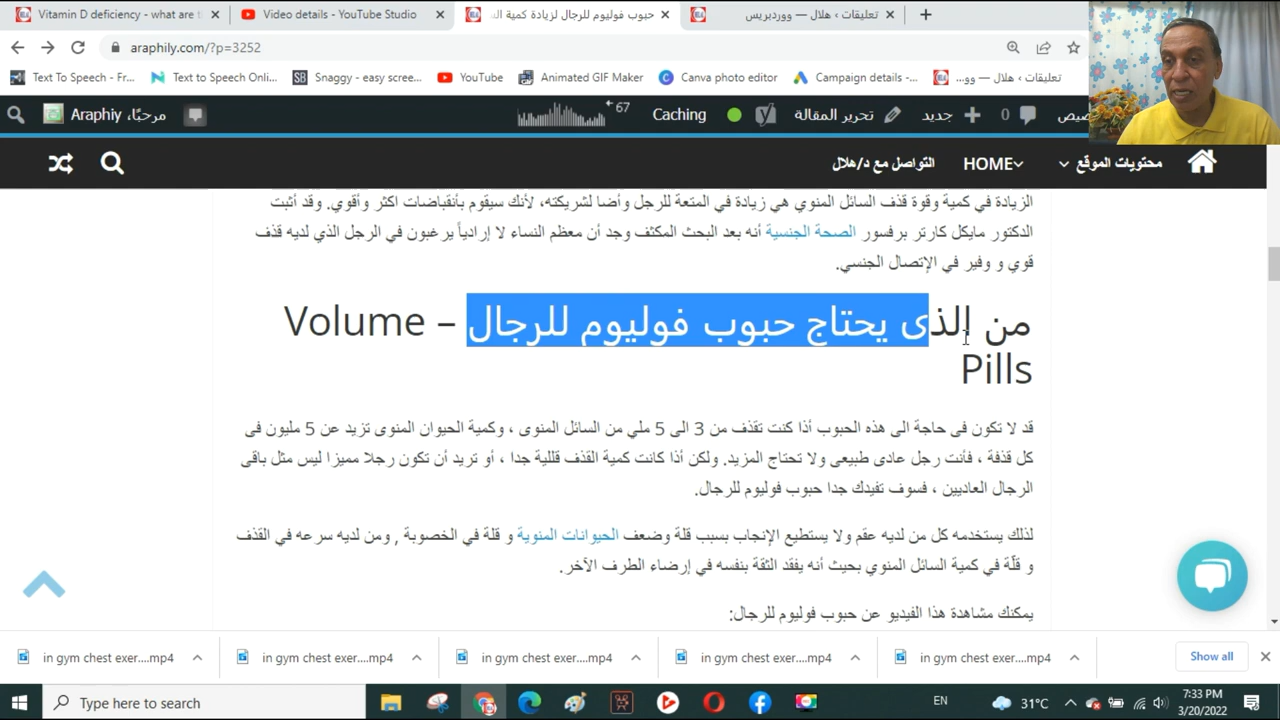 Vitamin D deficiency - what are t
Video details - YouTube Studio
حبوب فوليوم للرجال لزيادة كمية ال
تعليقات ‹ هلال — ووردبريس
araphily.com/?p=3252
Text To Speech - Fr...
Text to Speech Onli...
Snaggy - easy scree...
YouTube
Animated GIF Maker
Canva photo editor
Campaign details -...
تعليقات ‹ هلال — وو...
مرحبًا، Araphiy
67
Caching
تحرير المقالة
جديد
0
صيص
التواصل مع د/هلال
HOME
محتويات الموقع
الزيادة في كمية وقوة قذف السائل المنوي هي زيادة في المتعة للرجل وأضا لشريكته، لأنك سيقوم بأنقباضات اكثر وأقوي. وقد أثبت
الدكتور مايكل كارتر برفسور الصحة الجنسية أنه بعد البحث المكثف وجد أن معظم النساء لا إرادياً يرغبون في الرجل الذي لديه قذف
قوي و وفير في الإتصال الجنسي.
من الذى يحتاج حبوب فوليوم للرجال – Volume
Pills
قد لا تكون فى حاجة الى هذه الحبوب أذا كنت تقذف من 3 الى 5 ملي من السائل المنوى ، وكمية الحيوان المنوى تزيد عن 5 مليون فى
كل قذفة ، فأنت رجل عادى طبيعى ولا تحتاج المزيد. ولكن أذا كانت كمية القذف قللية جدا ، أو تريد أن تكون رجلا مميزا ليس مثل باقى
الرجال العاديين ، فسوف تفيدك جدا حبوب فوليوم للرجال.
لذلك يستخدمه كل من لديه عقم ولا يستطيع الإنجاب بسبب قلة وضعف الحيوانات المنوية و قلة في الخصوبة , ومن لديه سرعه في القذف
و قلّة في كمية السائل المنوي بحيث أنه يفقد الثقة بنفسه في إرضاء الطرف الآخر.
يمكنك مشاهدة هذا الفيديو عن حبوب فوليوم للرجال:
in gym chest exer....mp4
in gym chest exer....mp4
in gym chest exer....mp4
in gym chest exer....mp4
in gym chest exer....mp4
Show all
Type here to search
31°C
EN
7:33 PM
3/20/2022